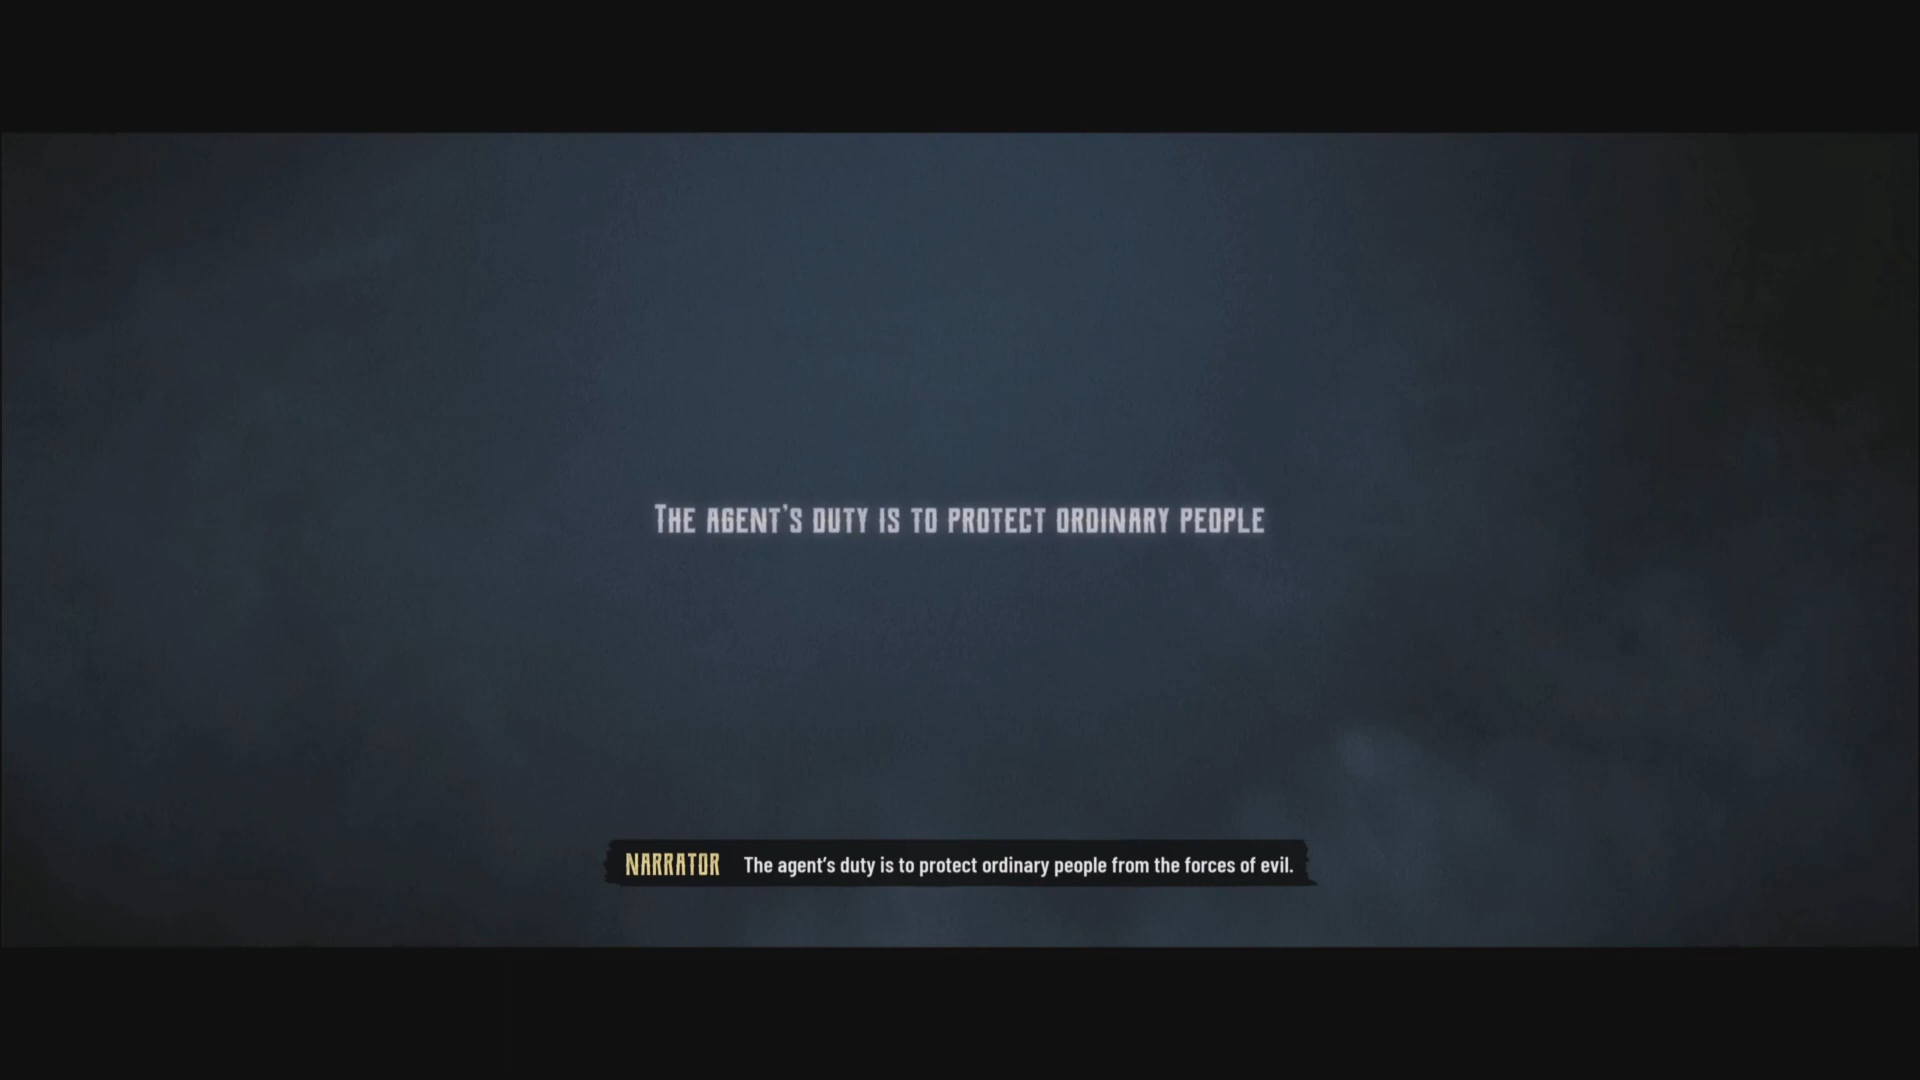 THE AGENT'S DUTY IS TO PROTECT ORDINARY PEOPLE
NARRATOR The agent's duty is to protect ordinary people from the forces of evil.